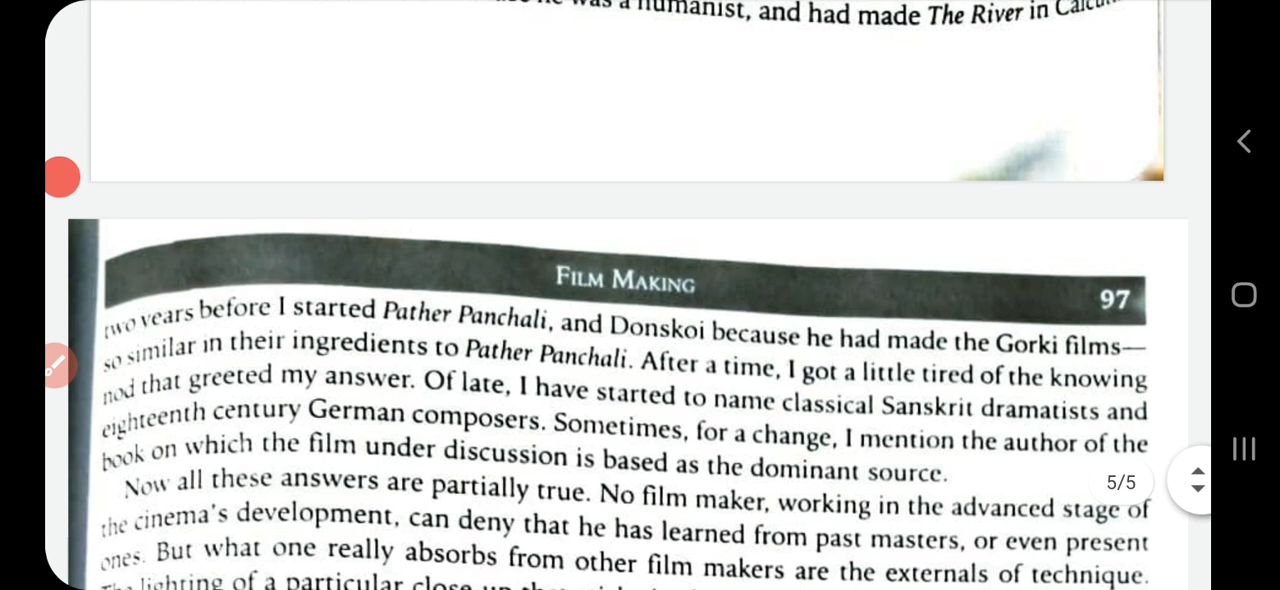 was a humanist, and had made The River in
FILM MAKING
97
two years before I started Pather Panchali, and Donskoi because he had made the Gorki films—
so similar in their ingredients to Pather Panchali. After a time, I got a little tired of the knowing
nod that greeted my answer. Of late, I have started to name classical Sanskrit dramatists and
eighteenth century German composers. Sometimes, for a change, I mention the author of the
book on which the film under discussion is based as the dominant source.
5/5
Now all these answers are partially true. No film maker, working in the advanced stage of
the cinema's development, can deny that he has learned from past masters, or even present
ones. But what one really absorbs from other film makers are the externals of technique.
lighting of a particular close